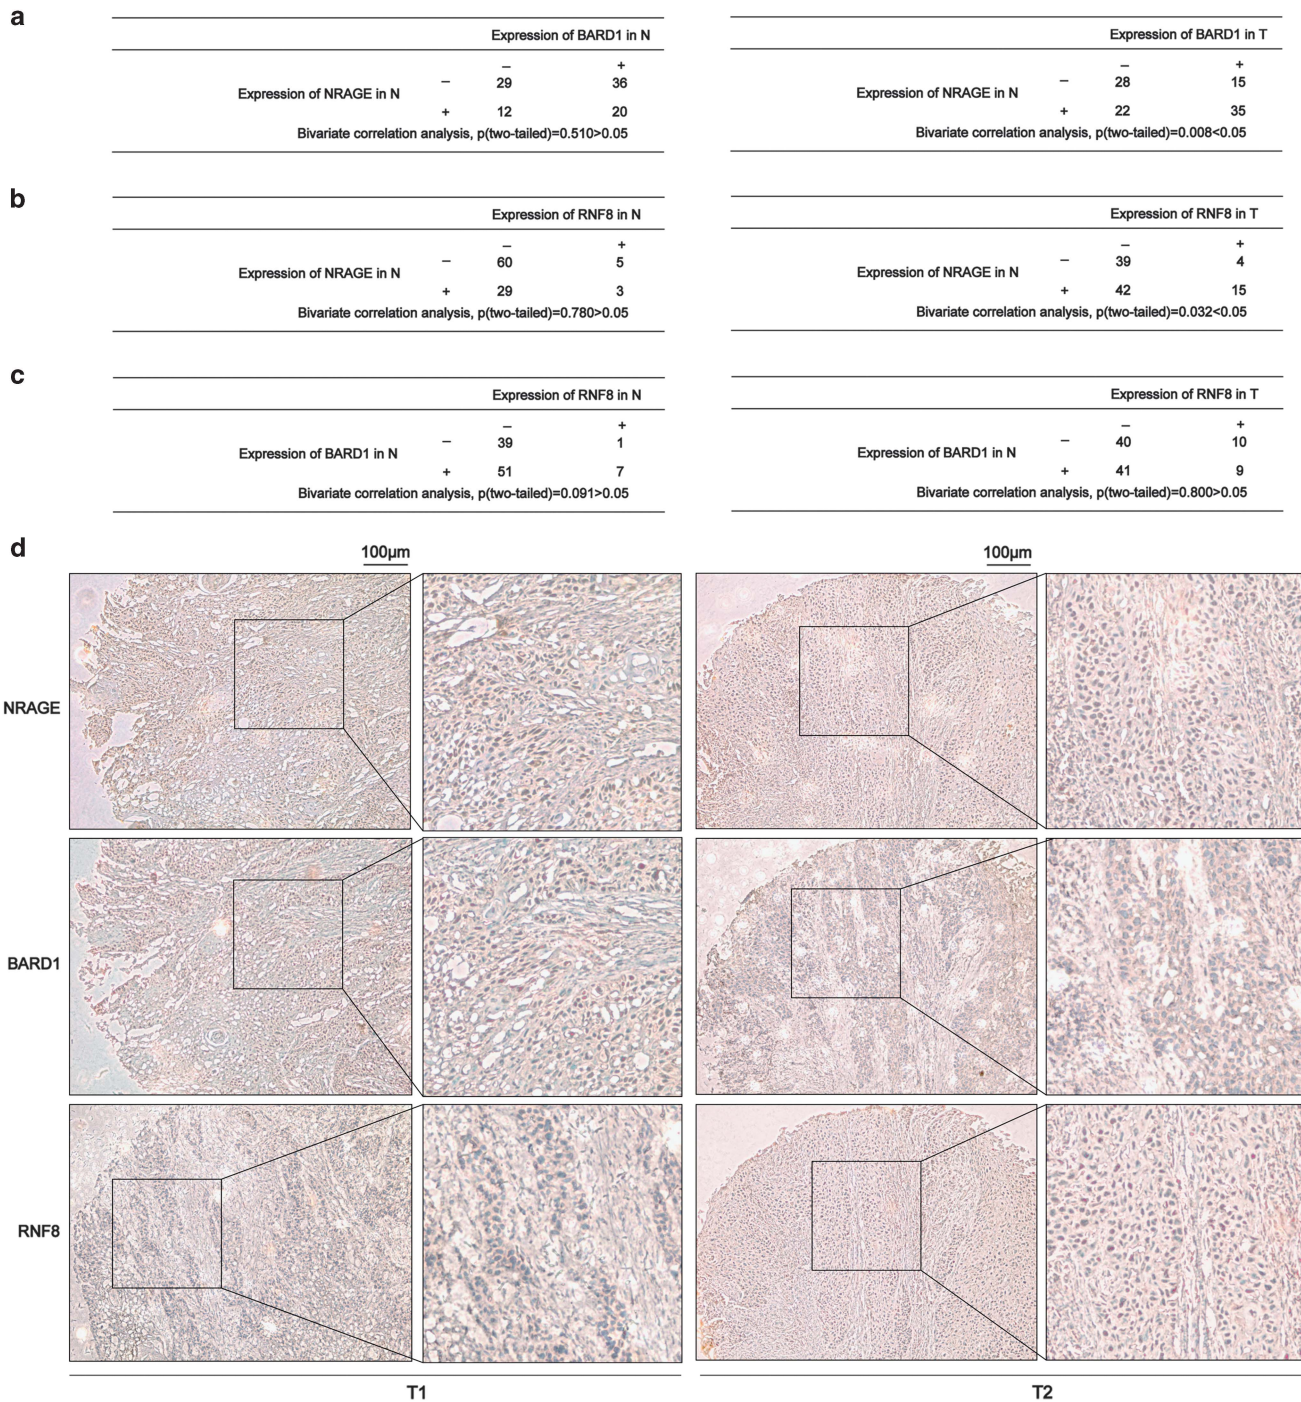 a
Expression of BARD1 in N
− +
Expression of NRAGE in N
− 29 36
+ 12 20
Bivariate correlation analysis, p(two-tailed)=0.510>0.05
Expression of BARD1 in T
− +
Expression of NRAGE in N
− 28 15
+ 22 35
Bivariate correlation analysis, p(two-tailed)=0.008<0.05
b
Expression of RNF8 in N
− +
Expression of NRAGE in N
− 60 5
+ 29 3
Bivariate correlation analysis, p(two-tailed)=0.780>0.05
Expression of RNF8 in T
− +
Expression of NRAGE in N
− 39 4
+ 42 15
Bivariate correlation analysis, p(two-tailed)=0.032<0.05
c
Expression of RNF8 in N
− +
Expression of BARD1 in N
− 39 1
+ 51 7
Bivariate correlation analysis, p(two-tailed)=0.091>0.05
Expression of RNF8 in T
− +
Expression of BARD1 in N
− 40 10
+ 41 9
Bivariate correlation analysis, p(two-tailed)=0.800>0.05
d
100μm
100μm
NRAGE
BARD1
RNF8
T1
T2